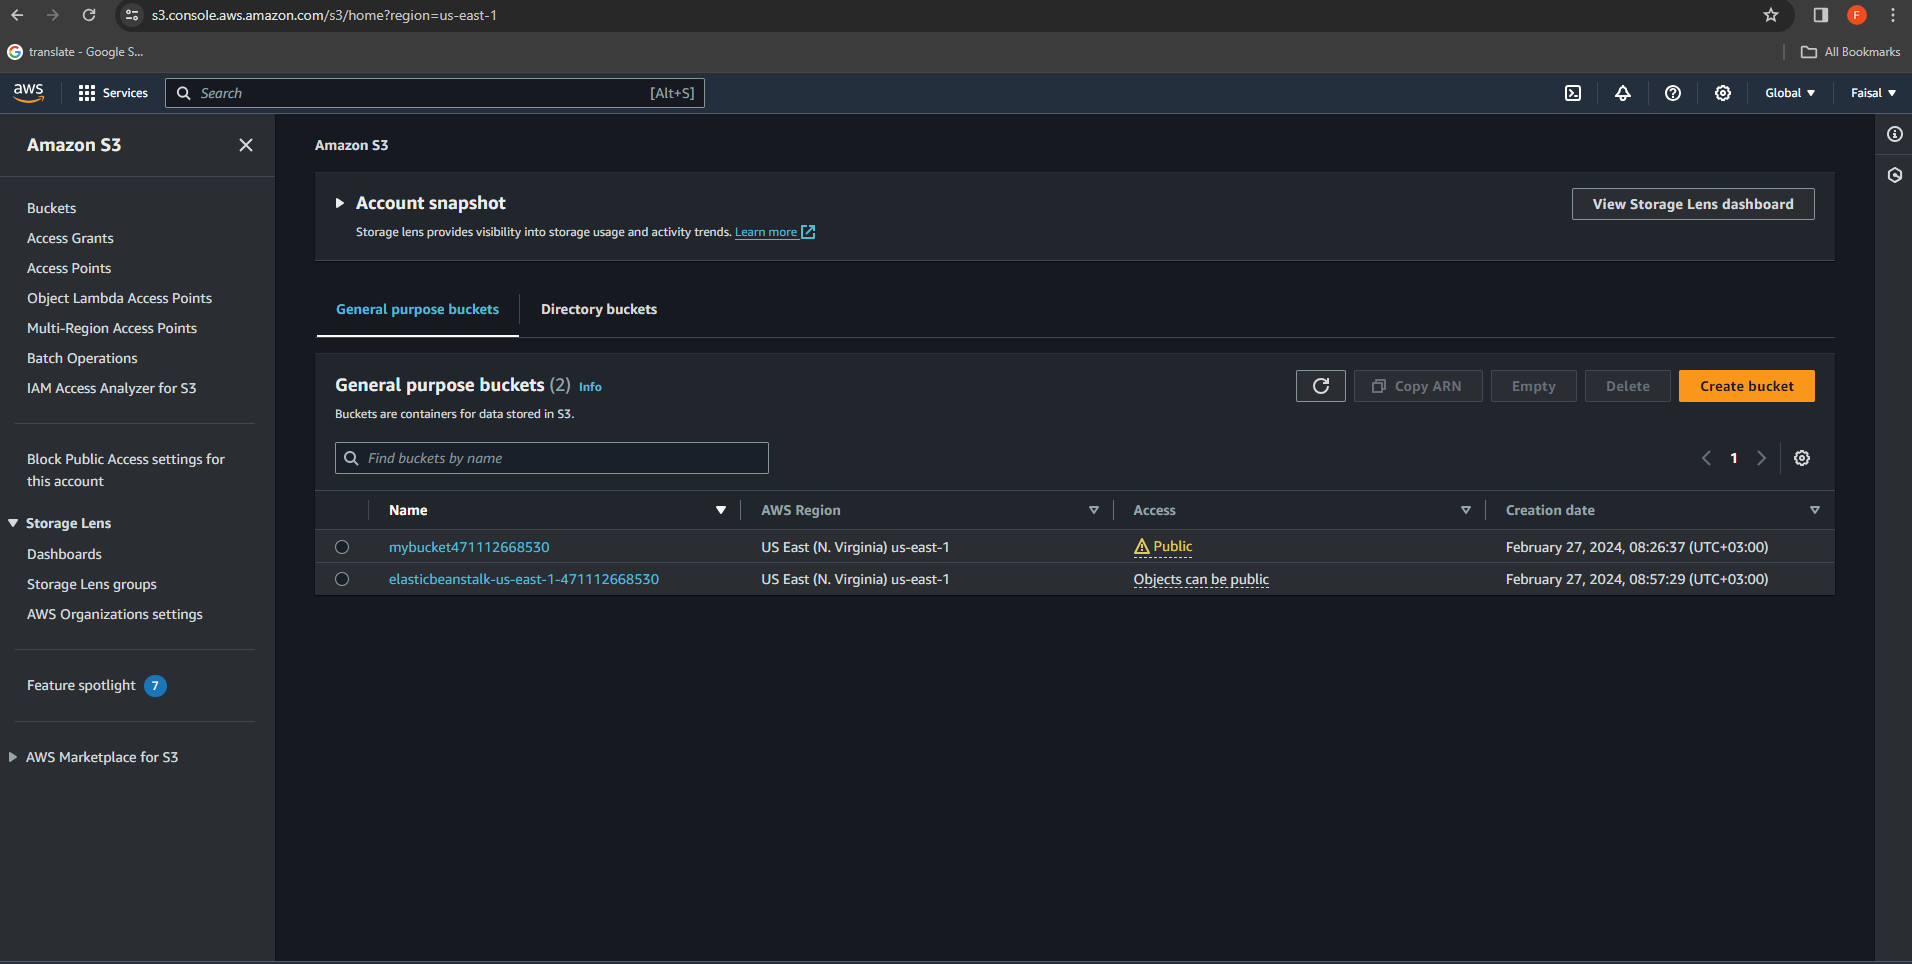 s3.console.aws.amazon.com/s3/home?region=us-east-1
F
translate - Google S...
All Bookmarks
aws
Services
Search
[Alt+S]
Global
Faisal
Amazon S3
Buckets
Access Grants
Access Points
Object Lambda Access Points
Multi-Region Access Points
Batch Operations
IAM Access Analyzer for S3
Block Public Access settings for
this account
Storage Lens
Dashboards
Storage Lens groups
AWS Organizations settings
Feature spotlight 7
AWS Marketplace for S3
Amazon S3
Account snapshot
View Storage Lens dashboard
Storage lens provides visibility into storage usage and activity trends. Learn more
General purpose buckets
Directory buckets
General purpose buckets (2) Info
Copy ARN
Empty
Delete
Create bucket
Buckets are containers for data stored in S3.
Find buckets by name
1
Name AWS Region Access Creation date
mybucket471112668530 US East (N. Virginia) us-east-1 Public February 27, 2024, 08:26:37 (UTC+03:00)
elasticbeanstalk-us-east-1-471112668530 US East (N. Virginia) us-east-1 Objects can be public February 27, 2024, 08:57:29 (UTC+03:00)